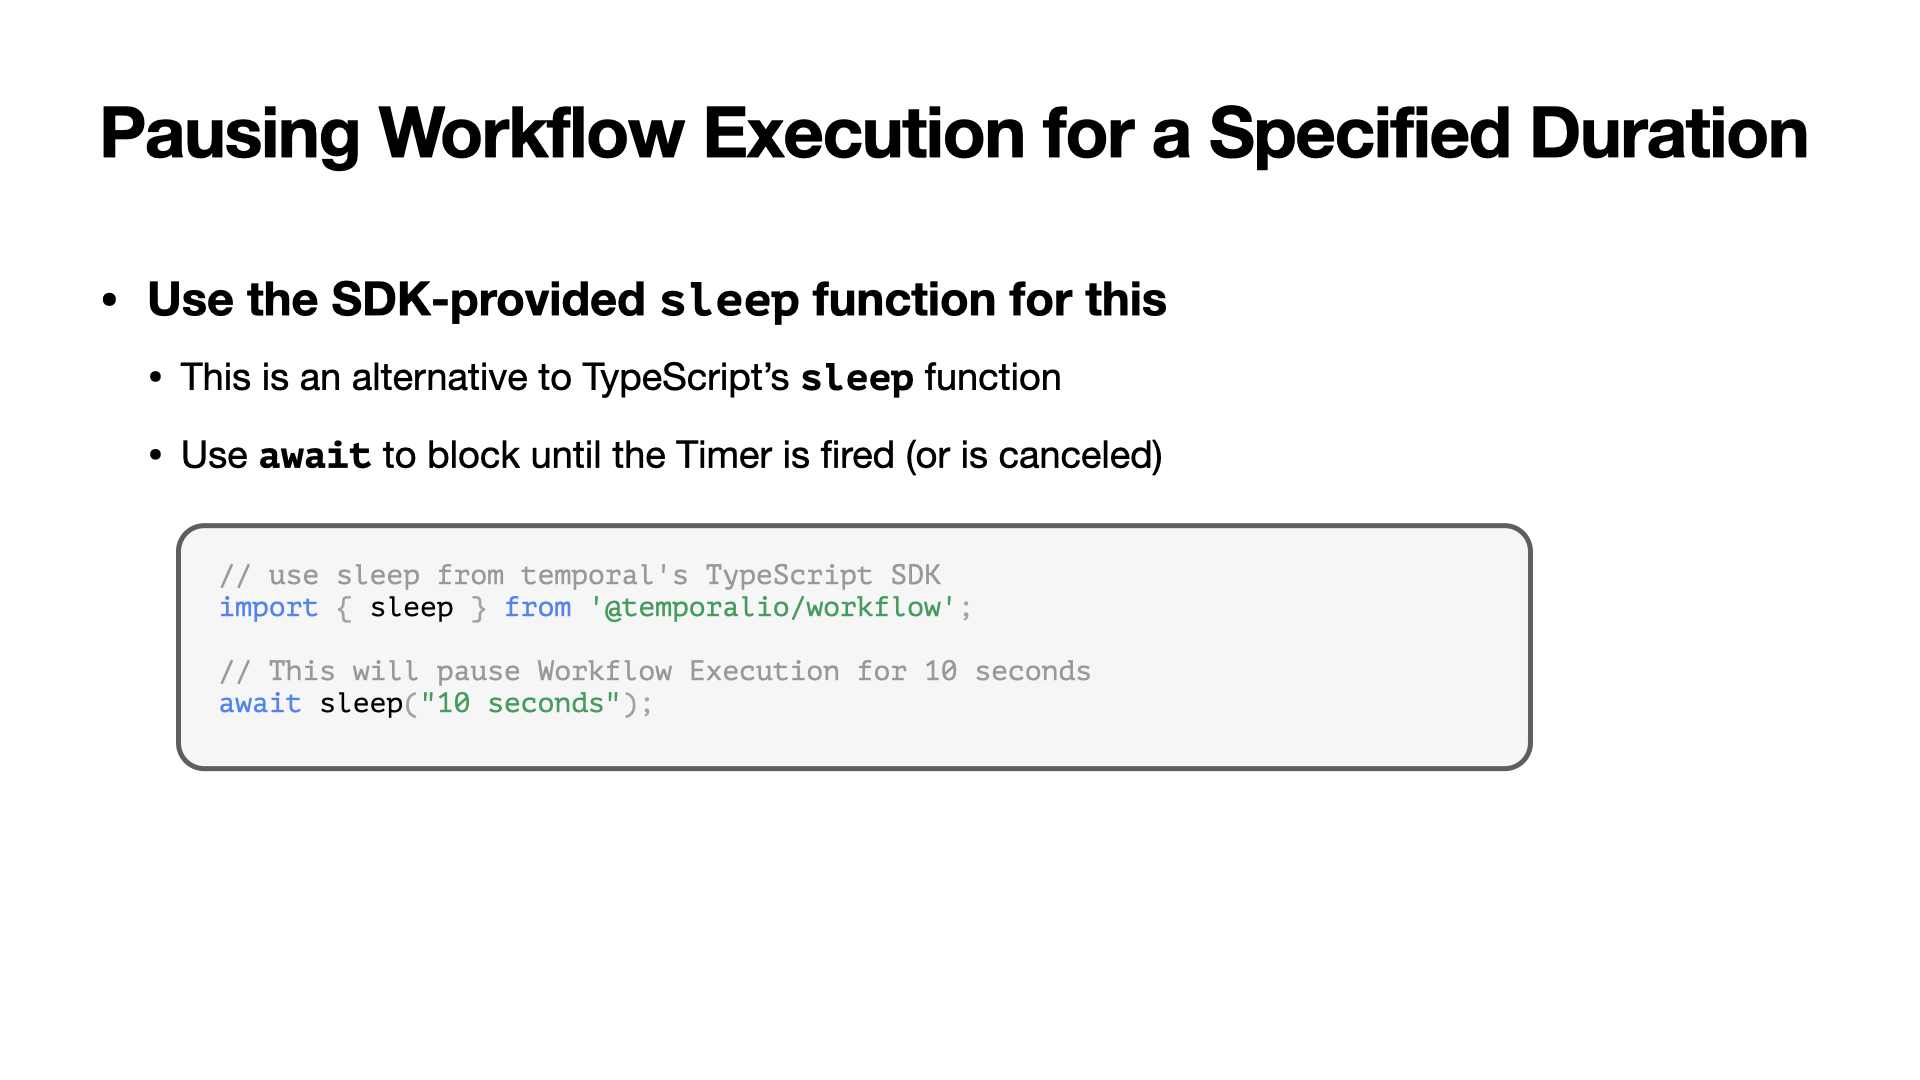 Pausing Workflow Execution for a Specified Duration
• Use the SDK-provided sleep function for this
• This is an alternative to TypeScript’s sleep function
• Use await to block until the Timer is fired (or is canceled)
// use sleep from temporal's TypeScript SDK
import { sleep } from '@temporalio/workflow';
// This will pause Workflow Execution for 10 seconds
await sleep("10 seconds");